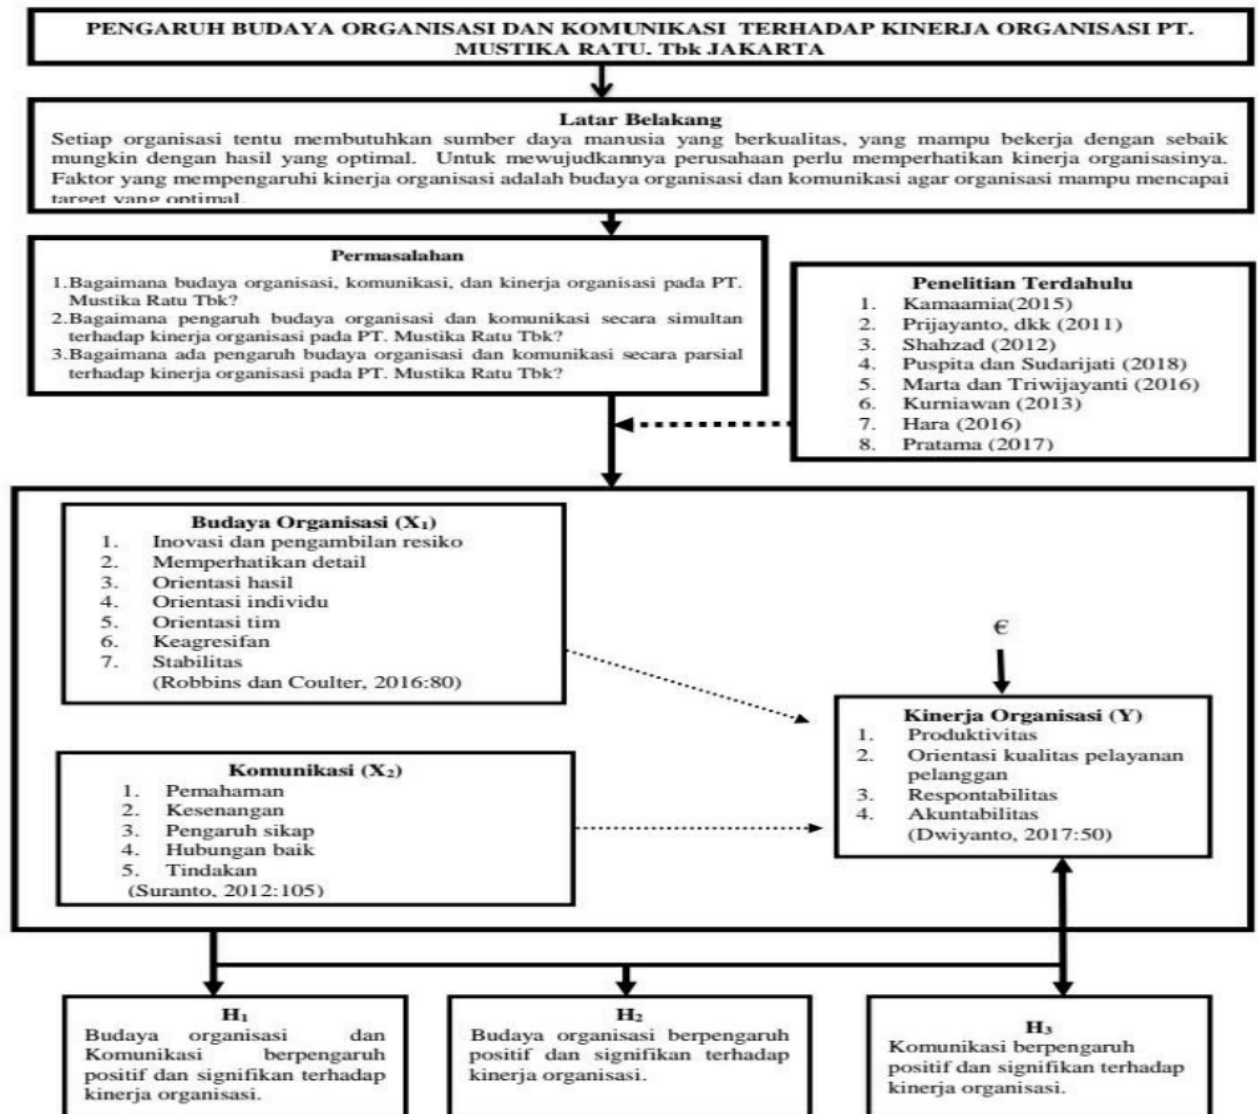 PENGARUH BUDAYA ORGANISASI DAN KOMUNIKASI TERHADAP KINERJA ORGANISASI PT.
MUSTIKA RATU. Tbk JAKARTA
Latar Belakang
Setiap organisasi tentu membutuhkan sumber daya manusia yang berkualitas, yang mampu bekerja dengan sebaik
mungkin dengan hasil yang optimal. Untuk mewujudkannya perusahaan perlu memperhatikan kinerja organisasinya.
Faktor yang mempengaruhi kinerja organisasi adalah budaya organisasi dan komunikasi agar organisasi mampu mencapai
target yang optimal.
Permasalahan
1.Bagaimana budaya organisasi, komunikasi, dan kinerja organisasi pada PT.
Mustika Ratu Tbk?
2.Bagaimana pengaruh budaya organisasi dan komunikasi secara simultan
terhadap kinerja organisasi pada PT. Mustika Ratu Tbk?
3.Bagaimana ada pengaruh budaya organisasi dan komunikasi secara parsial
terhadap kinerja organisasi pada PT. Mustika Ratu Tbk?
Penelitian Terdahulu
1. Kamaamia(2015)
2. Prijayanto, dkk (2011)
3. Shahzad (2012)
4. Puspita dan Sudarijati (2018)
5. Marta dan Triwijayanti (2016)
6. Kurniawan (2013)
7. Hara (2016)
8. Pratama (2017)
Budaya Organisasi (X₁)
1. Inovasi dan pengambilan resiko
2. Memperhatikan detail
3. Orientasi hasil
4. Orientasi individu
5. Orientasi tim
6. Keagresifan
7. Stabilitas
(Robbins dan Coulter, 2016:80)
Komunikasi (X₂)
1. Pemahaman
2. Kesenangan
3. Pengaruh sikap
4. Hubungan baik
5. Tindakan
(Suranto, 2012:105)
€
Kinerja Organisasi (Y)
1. Produktivitas
2. Orientasi kualitas pelayanan
pelanggan
3. Respontabilitas
4. Akuntabilitas
(Dwiyanto, 2017:50)
H₁
Budaya organisasi dan
Komunikasi berpengaruh
positif dan signifikan terhadap
kinerja organisasi.
H₂
Budaya organisasi berpengaruh
positif dan signifikan terhadap
kinerja organisasi.
H₃
Komunikasi berpengaruh
positif dan signifikan terhadap
kinerja organisasi.